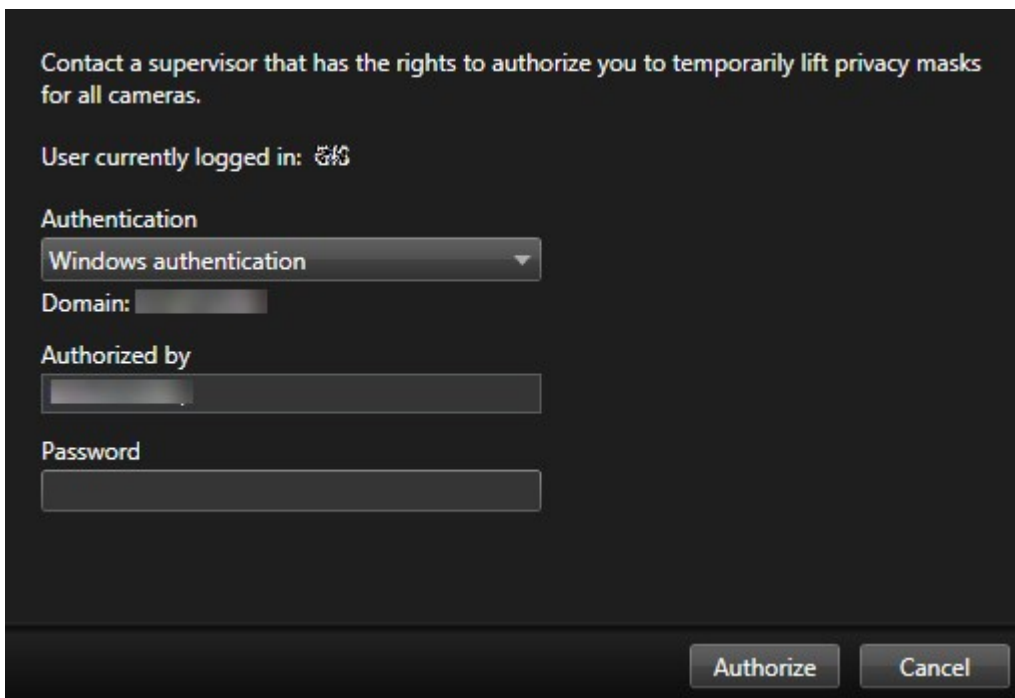 Contact a supervisor that has the rights to authorize you to temporarily lift privacy masks
for all cameras.
User currently logged in:
Authentication
Windows authentication
Domain:
Authorized by
Password
Authorize
Cancel